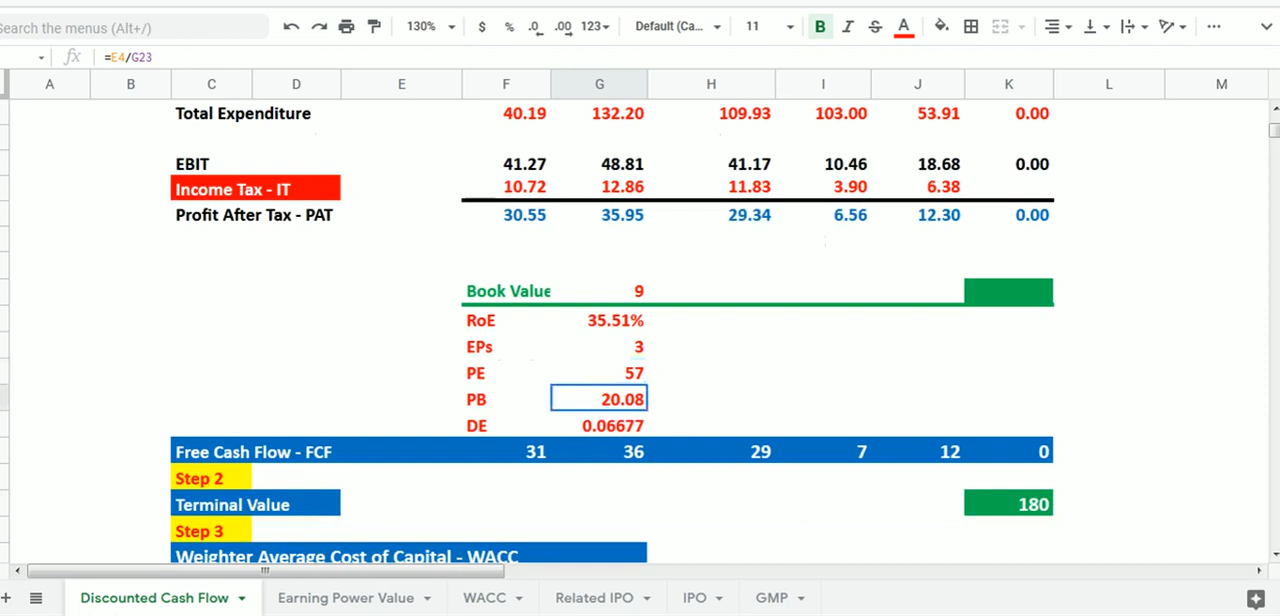 Search the menus (Alt+/) 130% $ % .0 .00 123 Default (Ca... 11 B I S A ...
fx =E4/G23
A B C D E F G H I J K L M
Total Expenditure 40.19 132.20 109.93 103.00 53.91 0.00
EBIT 41.27 48.81 41.17 10.46 18.68 0.00
Income Tax - IT 10.72 12.86 11.83 3.90 6.38
Profit After Tax - PAT 30.55 35.95 29.34 6.56 12.30 0.00
Book Value 9
RoE 35.51%
EPs 3
PE 57
PB 20.08
DE 0.06677
Free Cash Flow - FCF 31 36 29 7 12 0
Step 2
Terminal Value 180
Step 3
Weighter Average Cost of Capital - WACC
Discounted Cash Flow Earning Power Value WACC Related IPO IPO GMP